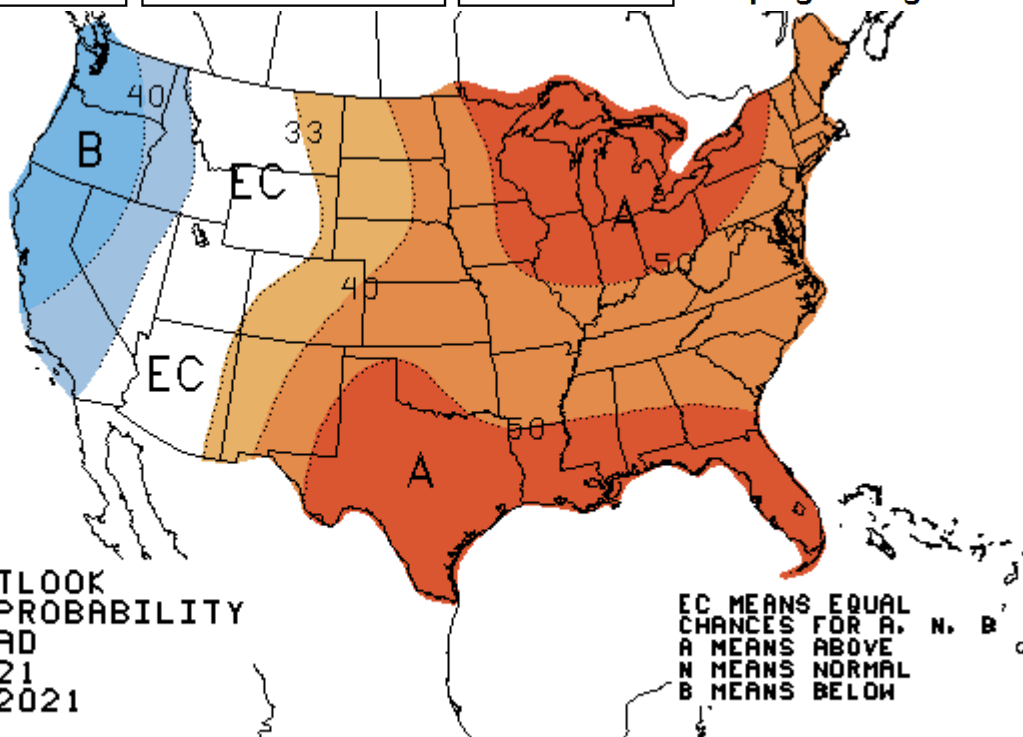 40
33
B
EC
A
50
40
EC
50
A
TLOOK
PROBABILITY
AD
21
2021
EC MEANS EQUAL
CHANCES FOR A, N, B
A MEANS ABOVE
N MEANS NORMAL
B MEANS BELOW